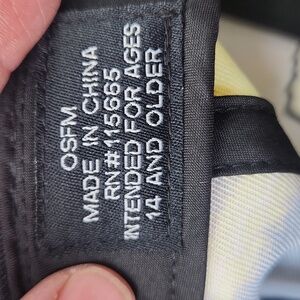 OSFM
MADE IN CHINA
RN#115665
INTENDED FOR AGES
14 AND OLDER